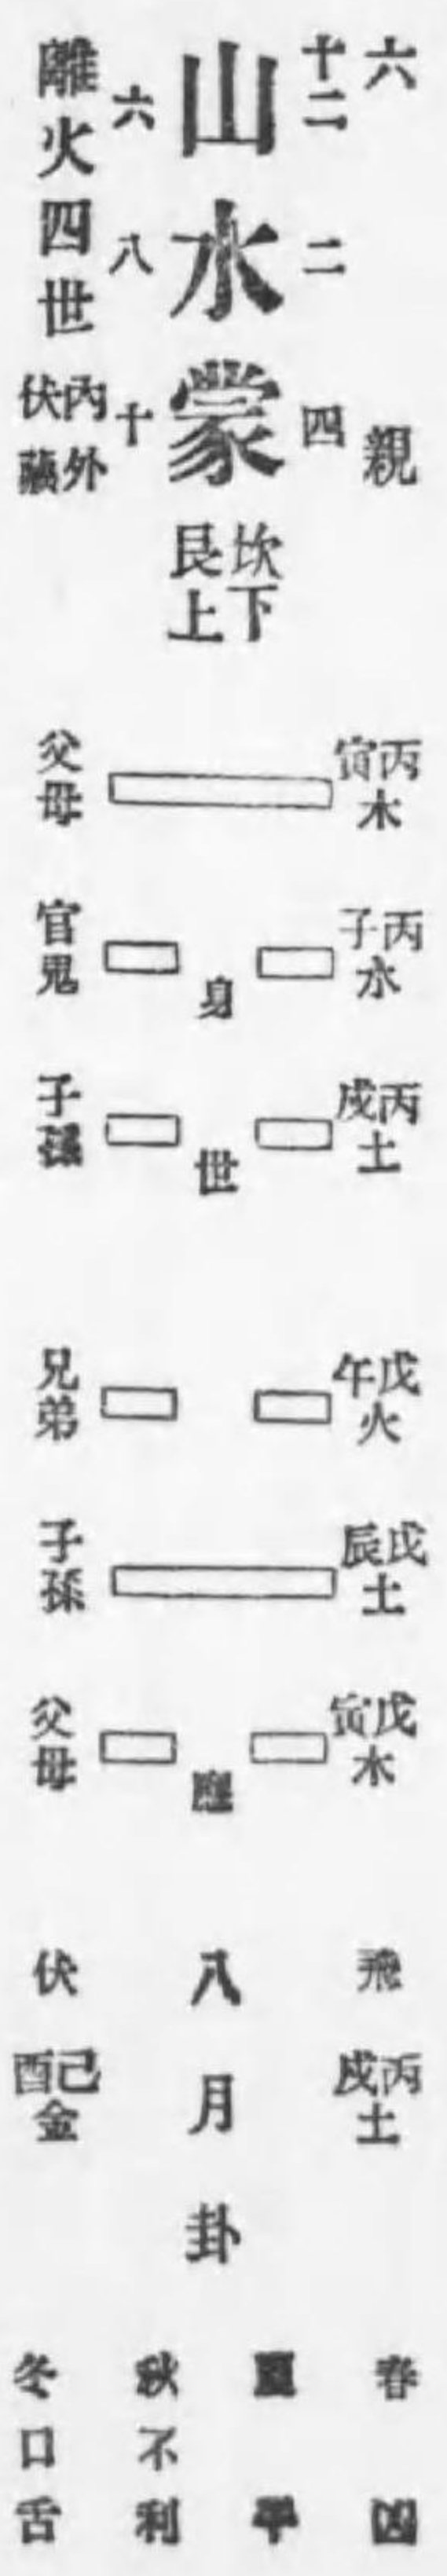 六親
十二 二 四
山水蒙
坎下
艮上
六 八 十
離火四世
內外
伏藏
丙寅木 父母
丙子水 身 官鬼
丙戌土 世 子孫
戊午火 兄弟
戊辰土 子孫
戊寅木 應 父母
飛 丙戌土
八月卦
伏 己酉金
春凶
夏平
秋不利
冬口舌